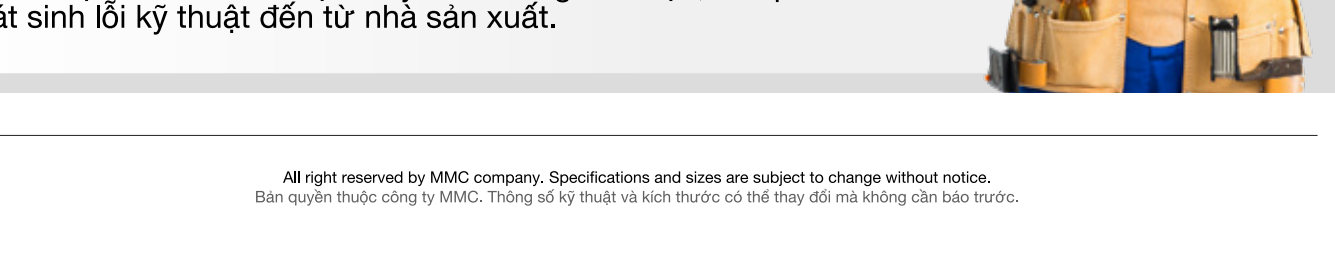 át sinh lỗi kỹ thuật đến từ nhà sản xuất.
All right reserved by MMC company. Specifications and sizes are subject to change without notice.
Bản quyền thuộc công ty MMC. Thông số kỹ thuật và kích thước có thể thay đổi mà không cần báo trước.